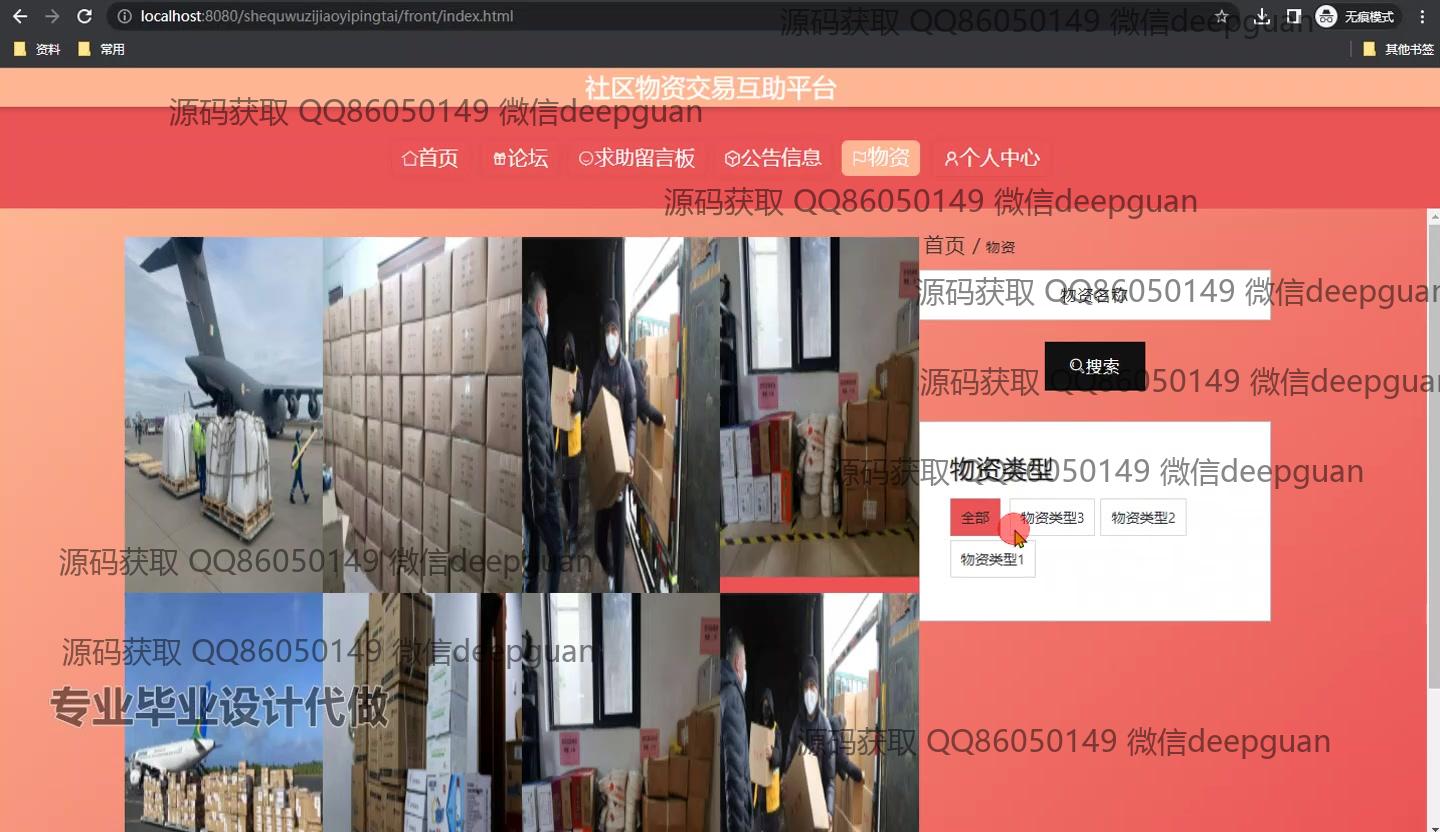 localhost:8080/shequwuzijiaoyipingtai/front/index.html
无痕模式
源码获取 QQ86050149 微信deepguan
资料
常用
其他书签
社区物资交易互助平台
源码获取 QQ86050149 微信deepguan
首页
论坛
求助留言板
公告信息
物资
个人中心
源码获取 QQ86050149 微信deepguan
首页 / 物资
物资名称
源码获取 QQ86050149 微信deepguan
搜索
源码获取 QQ86050149 微信deepguan
物资类型
源码获取 QQ86050149 微信deepguan
全部
物资类型3
物资类型2
物资类型1
源码获取 QQ86050149 微信deepguan
源码获取 QQ86050149 微信deepguan
专业毕业设计代做
源码获取 QQ86050149 微信deepguan